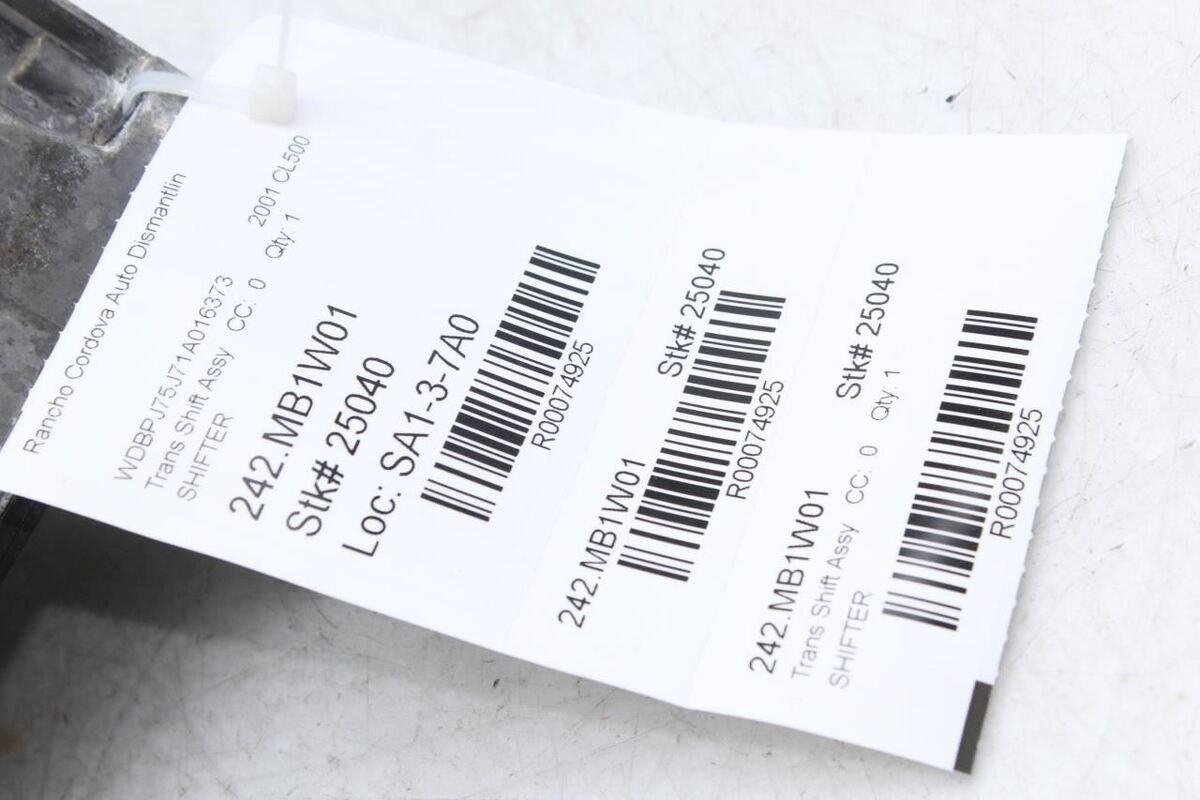 Rancho Cordova Auto Dismantlin
WDBPJ75J71A016373 2001 CL500
Trans Shift Assy CC: 0 Qty: 1
SHIFTER
242.MB1W01
Stk# 25040
Loc: SA1-3-7A0
R00074925
242.MB1W01 Stk# 25040
R00074925
242.MB1W01 Stk# 25040
Trans Shift Assy CC: 0 Qty: 1
SHIFTER
R00074925